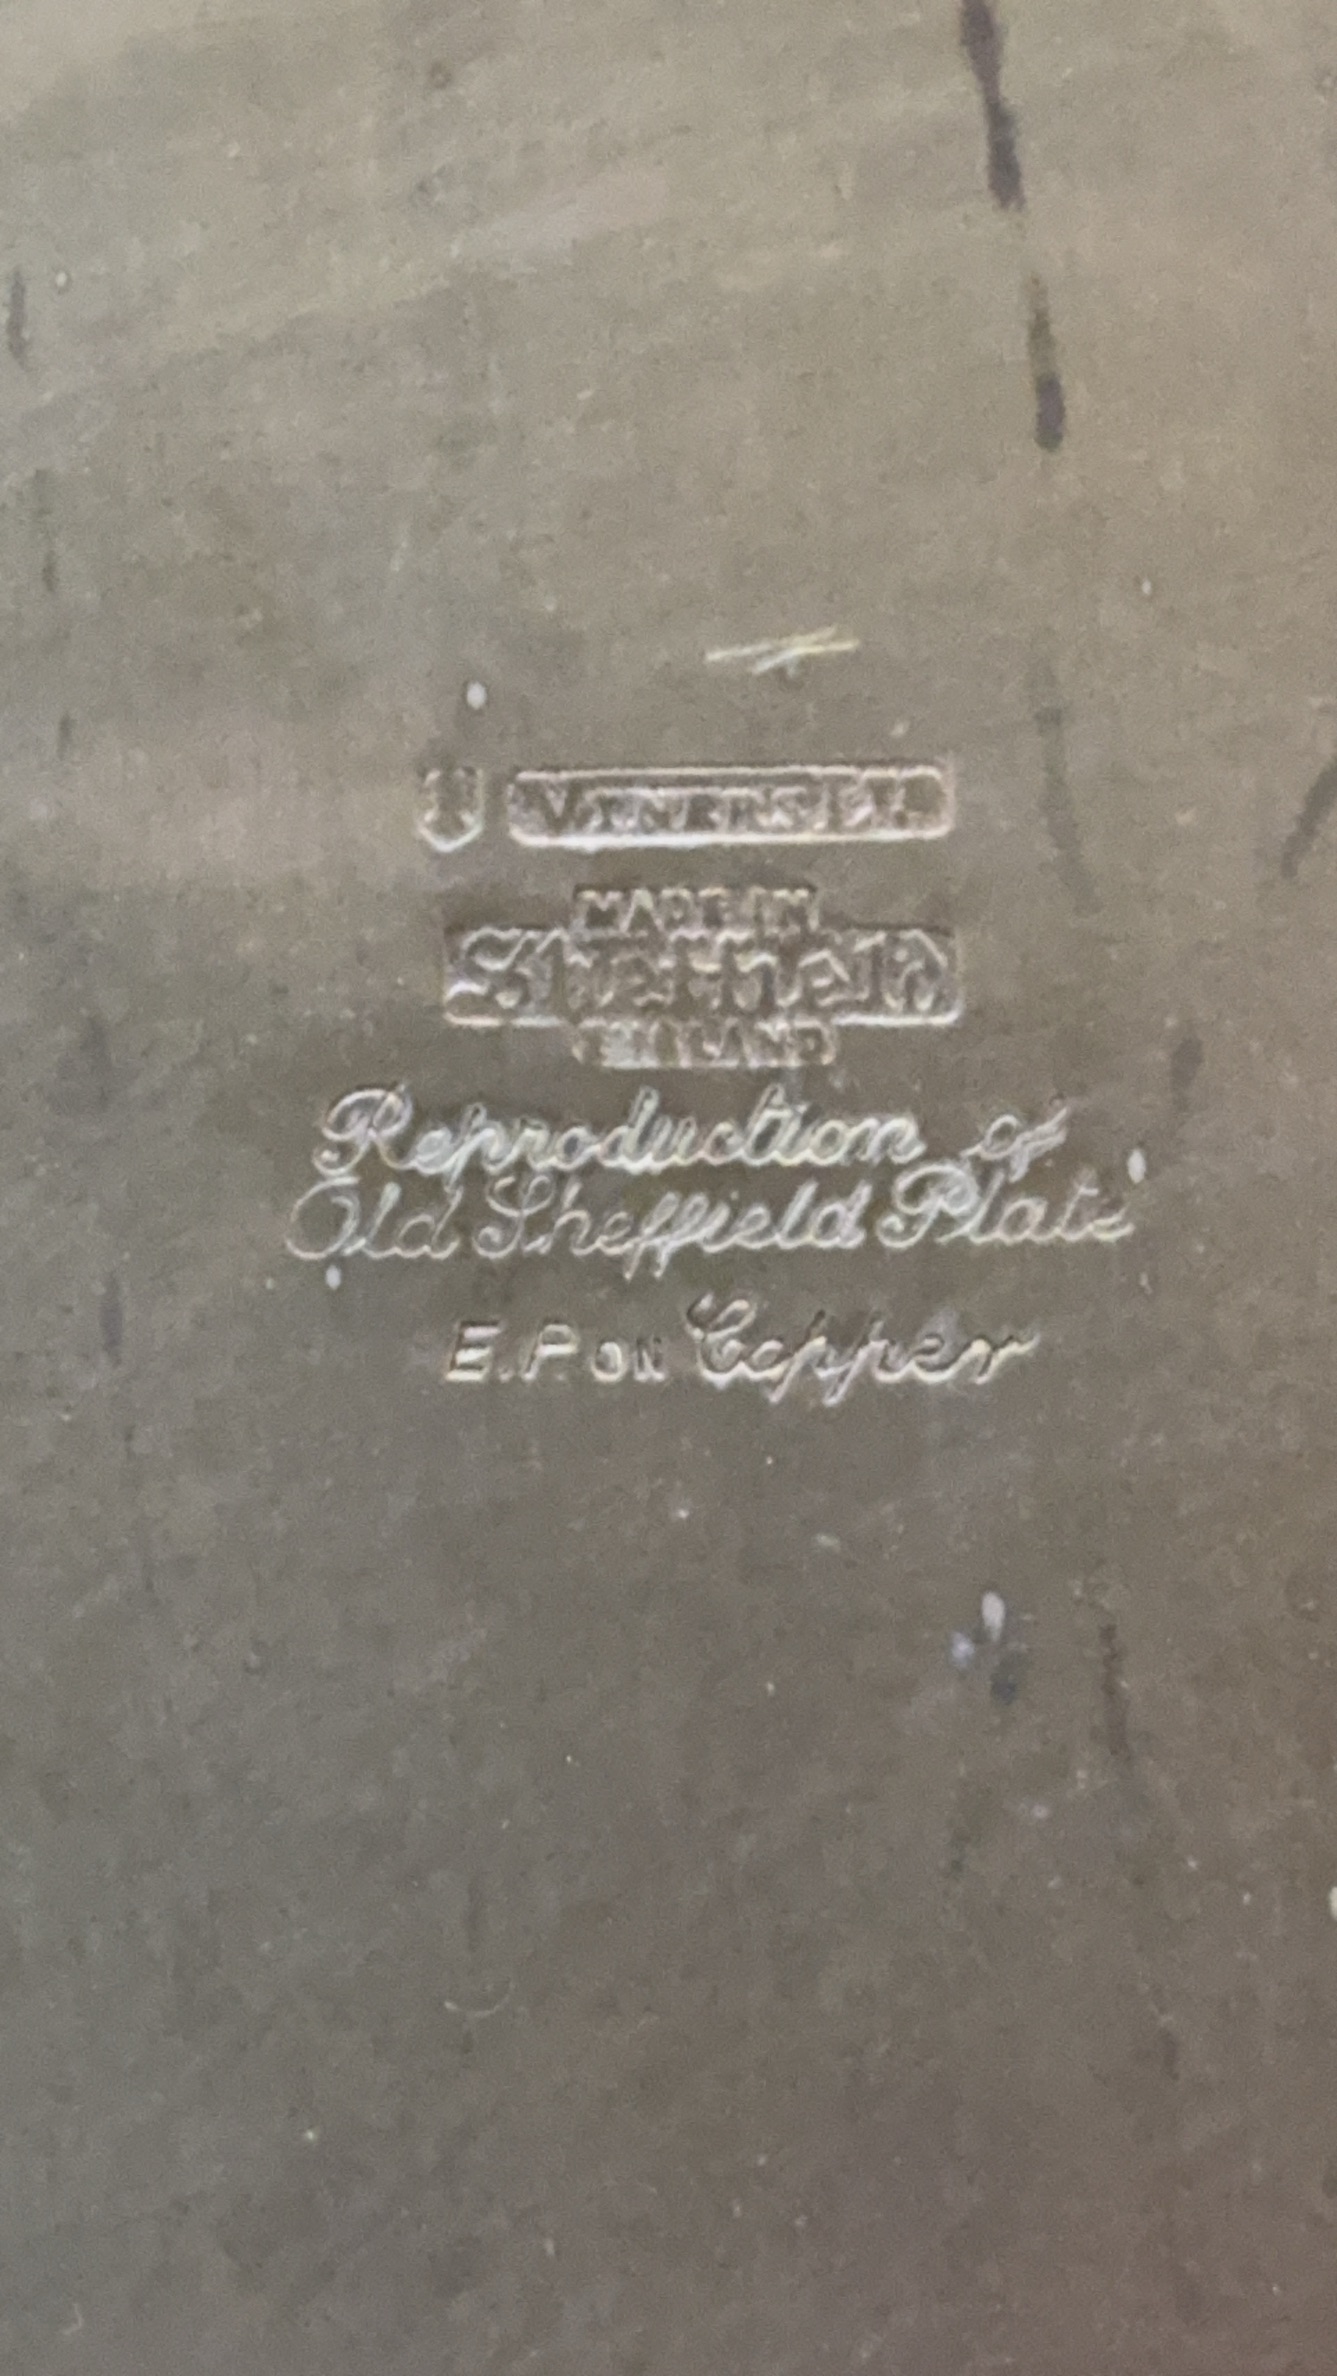 VINERS LTD.
MADE IN
Sheffield
ENGLAND
Reproduction of
Old Sheffield Plate
E.P. ON Copper